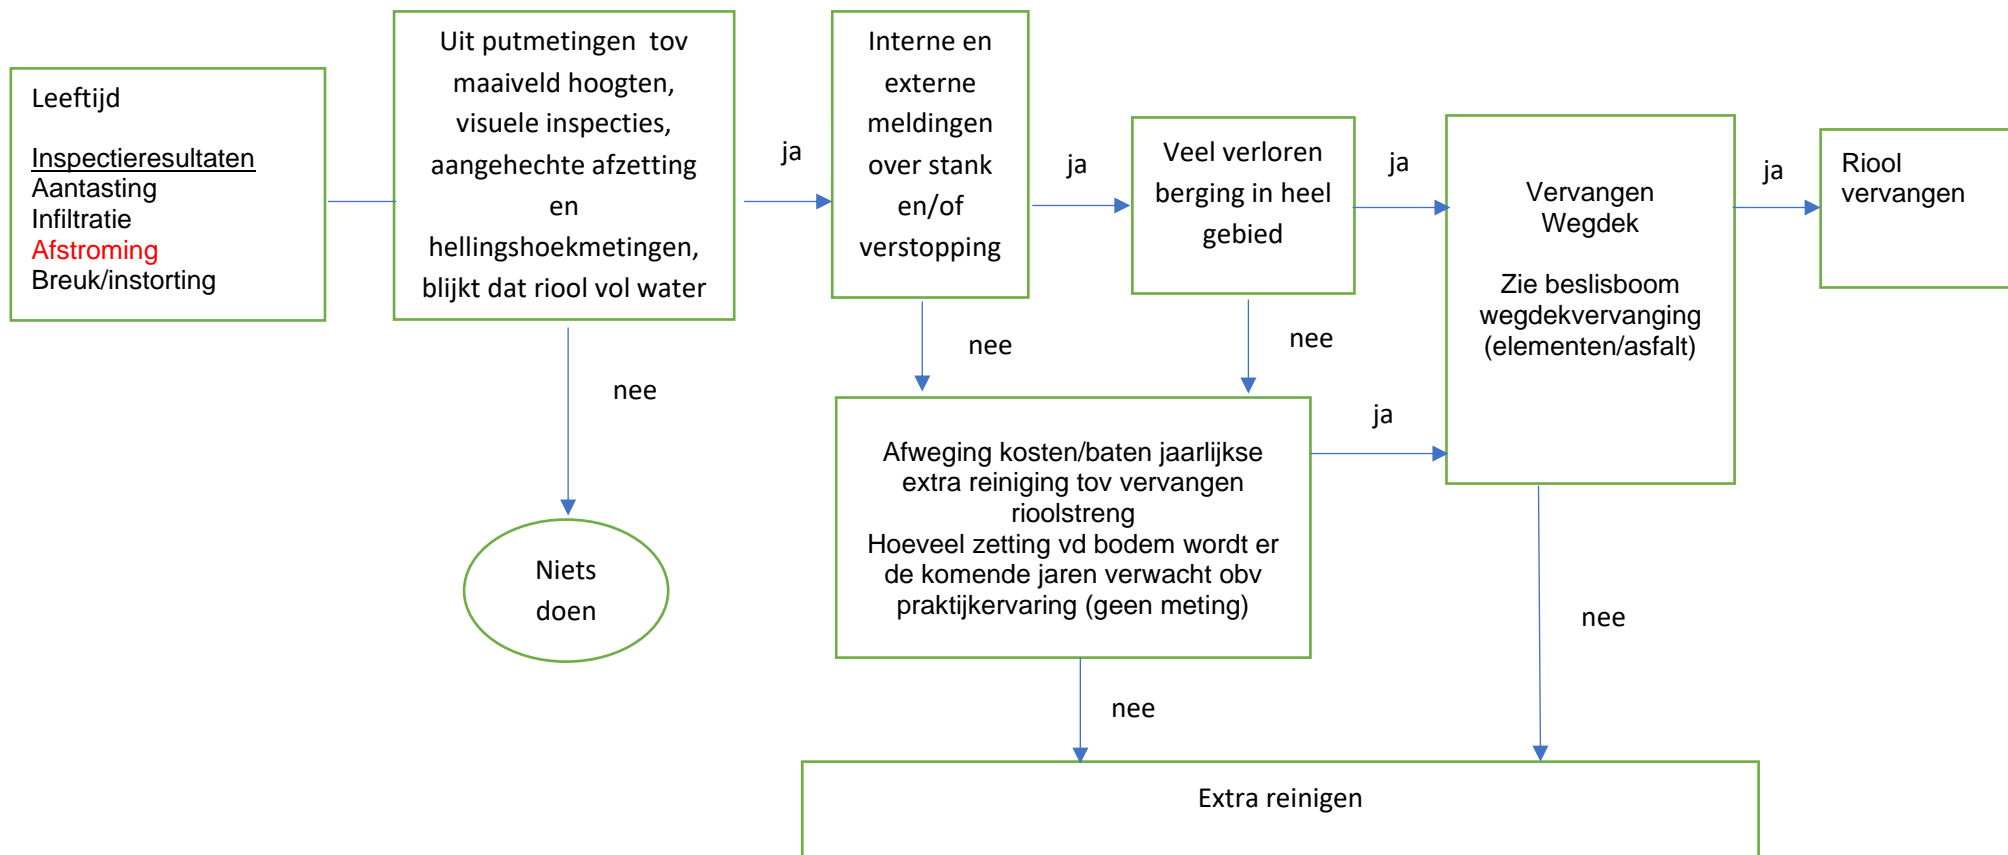 Leeftijd
Inspectieresultaten
Aantasting
Infiltratie
Afstroming
Breuk/instorting
Uit putmetingen tov
maaiveld hoogten,
visuele inspecties,
aangehechte afzetting
en
hellingshoekmetingen,
blijkt dat riool vol water
ja
nee
Niets
doen
Interne en
externe
meldingen
over stank
en/of
verstopping
ja
nee
Veel verloren
berging in heel
gebied
ja
nee
Afweging kosten/baten jaarlijkse
extra reiniging tov vervangen
rioolstreng
Hoeveel zetting vd bodem wordt er
de komende jaren verwacht obv
praktijkervaring (geen meting)
ja
nee
Vervangen
Wegdek
Zie beslisboom
wegdekvervanging
(elementen/asfalt)
ja
nee
Riool
vervangen
Extra reinigen